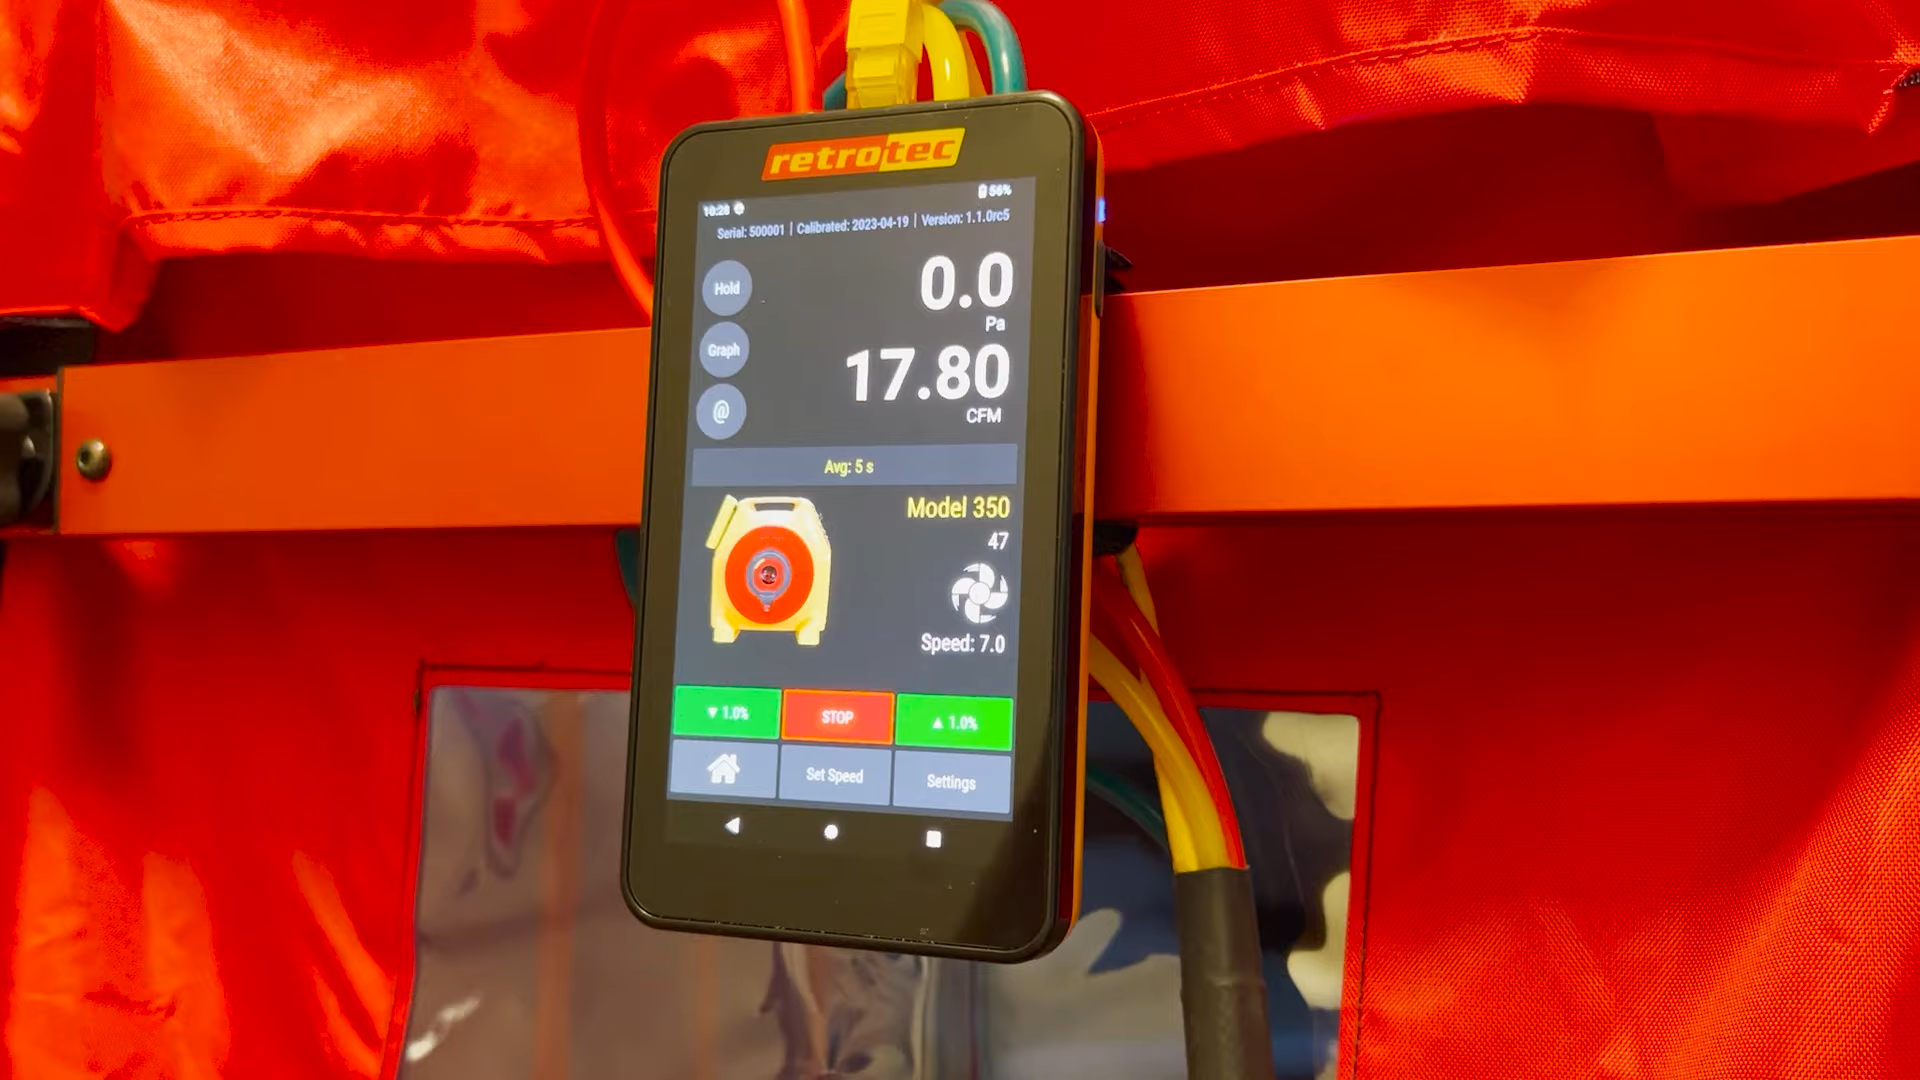 retrotec
10:28 56%
Serial: 500001 | Calibrated: 2023-04-19 | Version: 1.1.0rc5
Hold
0.0
Pa
Graph
17.80
CFM
@
Avg: 5 s
Model 350
47
Speed: 7.0
▼ 1.0% STOP ▲ 1.0%
Set Speed Settings